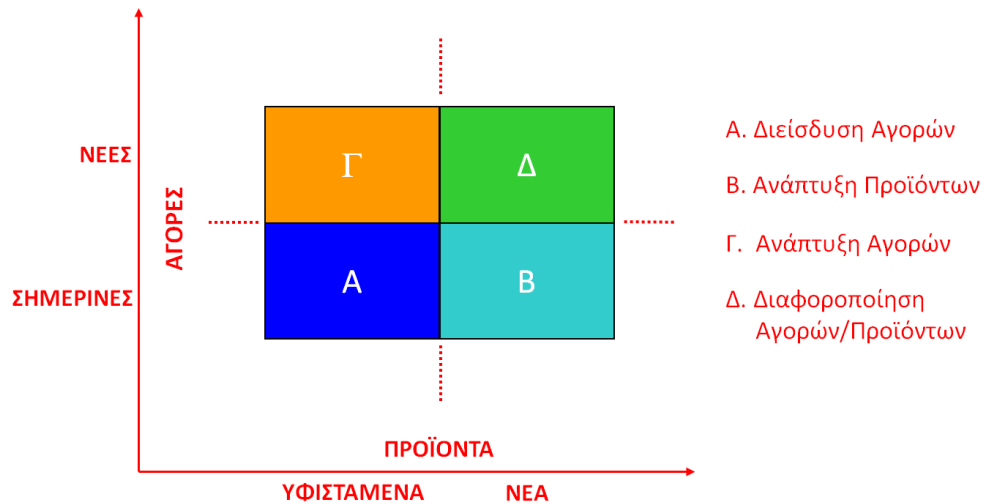 ΝΕΕΣ
ΣΗΜΕΡΙΝΕΣ
ΑΓΟΡΕΣ
Γ
Δ
Α
Β
ΠΡΟΪΟΝΤΑ
ΥΦΙΣΤΑΜΕΝΑ
ΝΕΑ
Α. Διείσδυση Αγορών
Β. Ανάπτυξη Προϊόντων
Γ. Ανάπτυξη Αγορών
Δ. Διαφοροποίηση
Αγορών/Προϊόντων